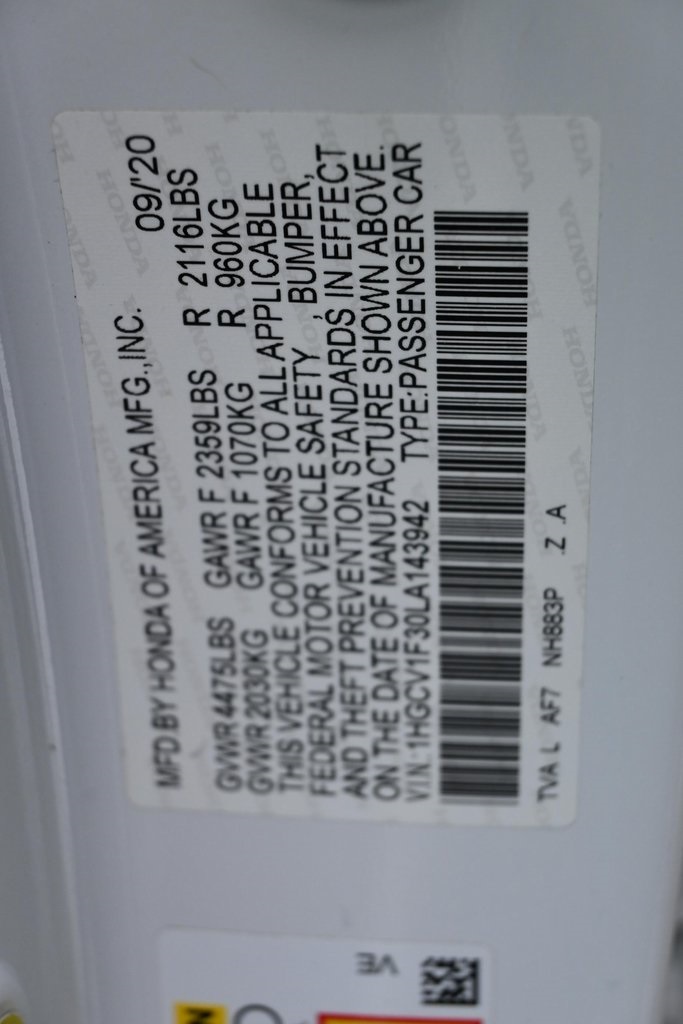 MFD BY HONDA OF AMERICA MFG.,INC. 09/'20
GVWR 4475LBS GAWR F 2359LBS R 2116LBS
GVWR 2030KG GAWR F 1070KG R 960KG
THIS VEHICLE CONFORMS TO ALL APPLICABLE
FEDERAL MOTOR VEHICLE SAFETY, BUMPER,
AND THEFT PREVENTION STANDARDS IN EFFECT
ON THE DATE OF MANUFACTURE SHOWN ABOVE.
V.I.N: 1HGCV1F30LA143942 TYPE:PASSENGER CAR
TVA L AF7 NH883P Z A
VE